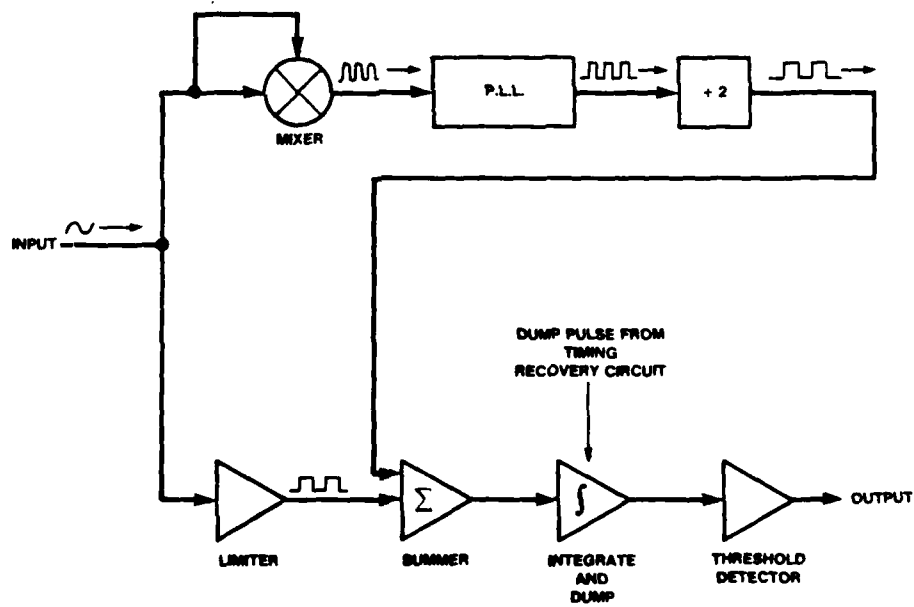 MIXER
P.L.L.
÷ 2
INPUT
DUMP PULSE FROM
TIMING
RECOVERY CIRCUIT
Σ
∫
OUTPUT
LIMITER
SUMMER
INTEGRATE
AND
DUMP
THRESHOLD
DETECTOR